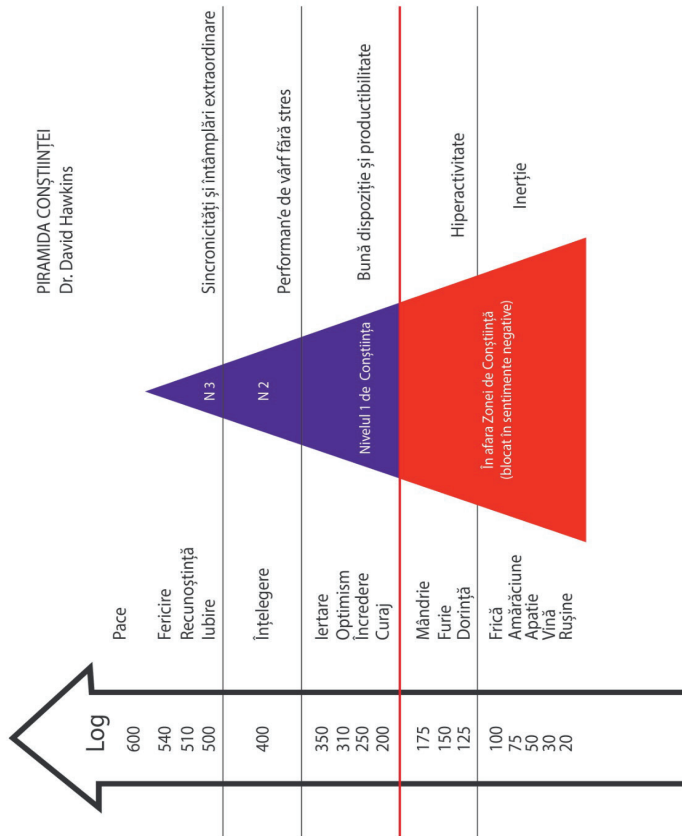 PIRAMIDA CONȘTIINȚEI
Dr. David Hawkins
Log
600
Pace
540
Fericire
510
Recunoștință
500
Iubire
N 3
Sincronicități și întâmplări extraordinare
400
Înțelegere
N 2
Performan'e de vârf fără stres
350
Iertare
310
Optimism
250
Încredere
200
Curaj
Nivelul 1 de Conștiința
Bună dispoziție și productibilitate
175
Mândrie
150
Furie
125
Dorință
Hiperactivitate
În afara Zonei de Conștiință
(blocat în sentimente negative)
100
Frică
75
Amărăciune
50
Apatie
30
Vină
20
Rușine
Inerție